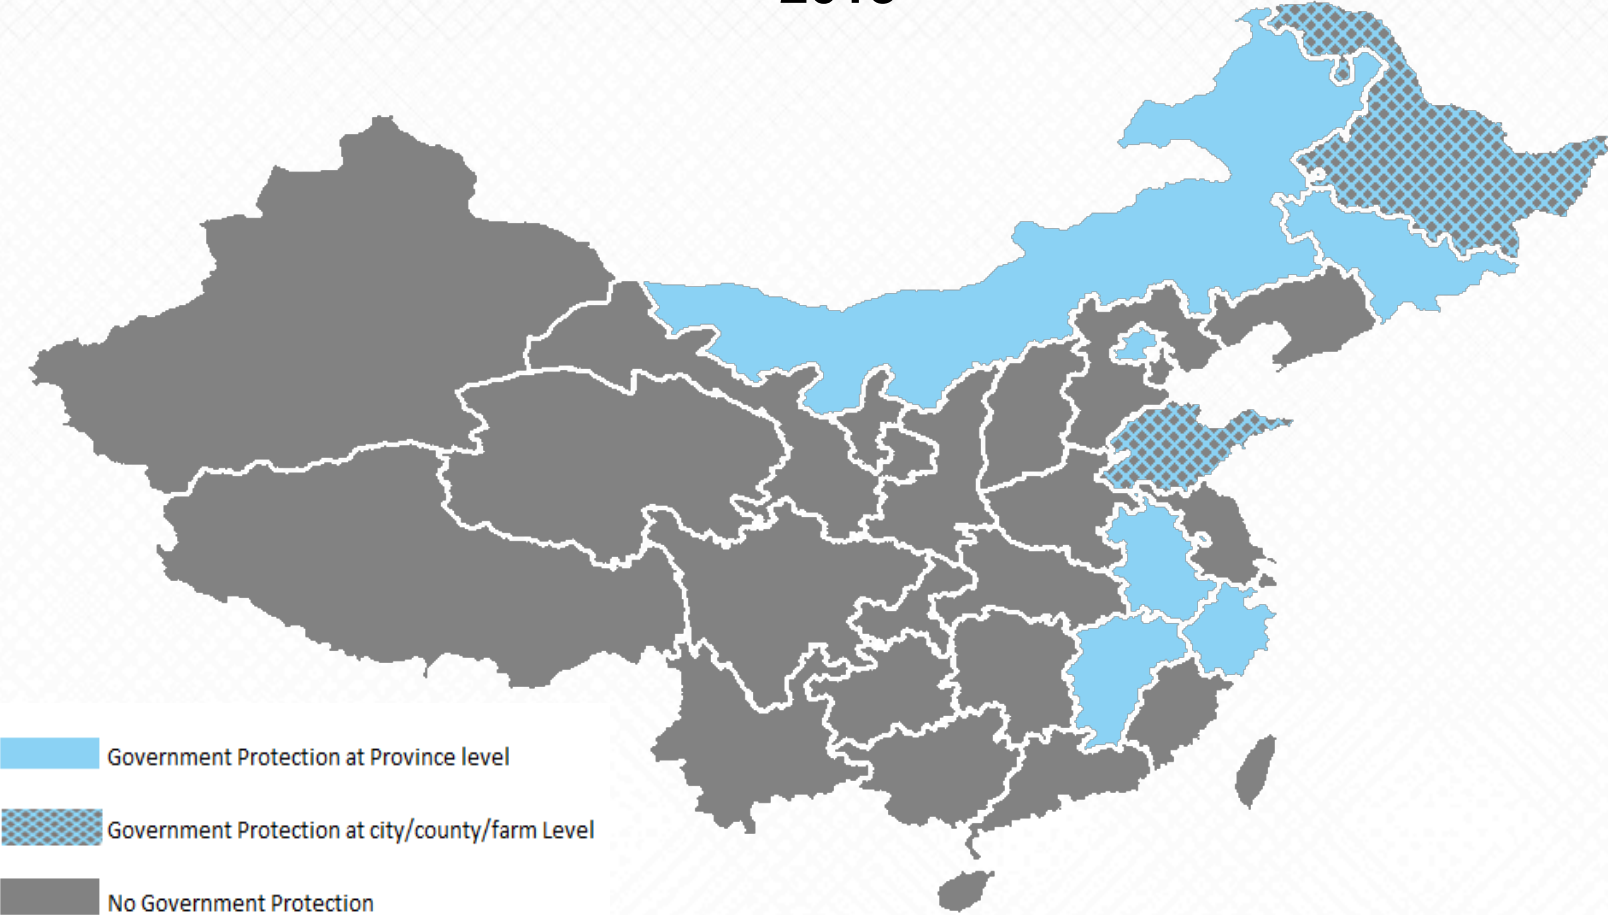 Government Protection at Province level
Government Protection at city/county/farm Level
No Government Protection